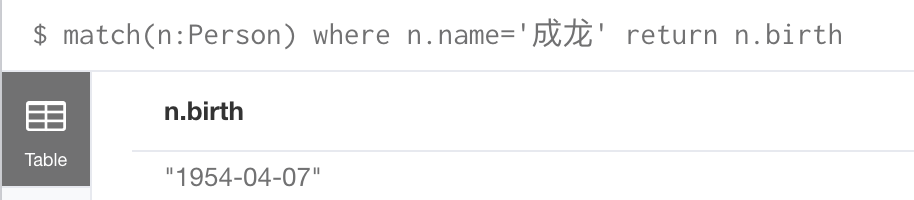 $ match(n:Person) where n.name='成龙' return n.birth
n.birth
Table
"1954-04-07"